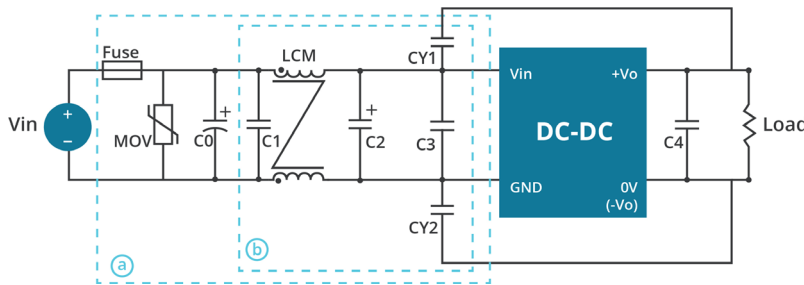 Fuse
LCM
CY1
Vin
+
−
MOV
+
C0
C1
+
C2
C3
Vin
+Vo
DC-DC
GND
0V
(-Vo)
C4
Load
CY2
a
b